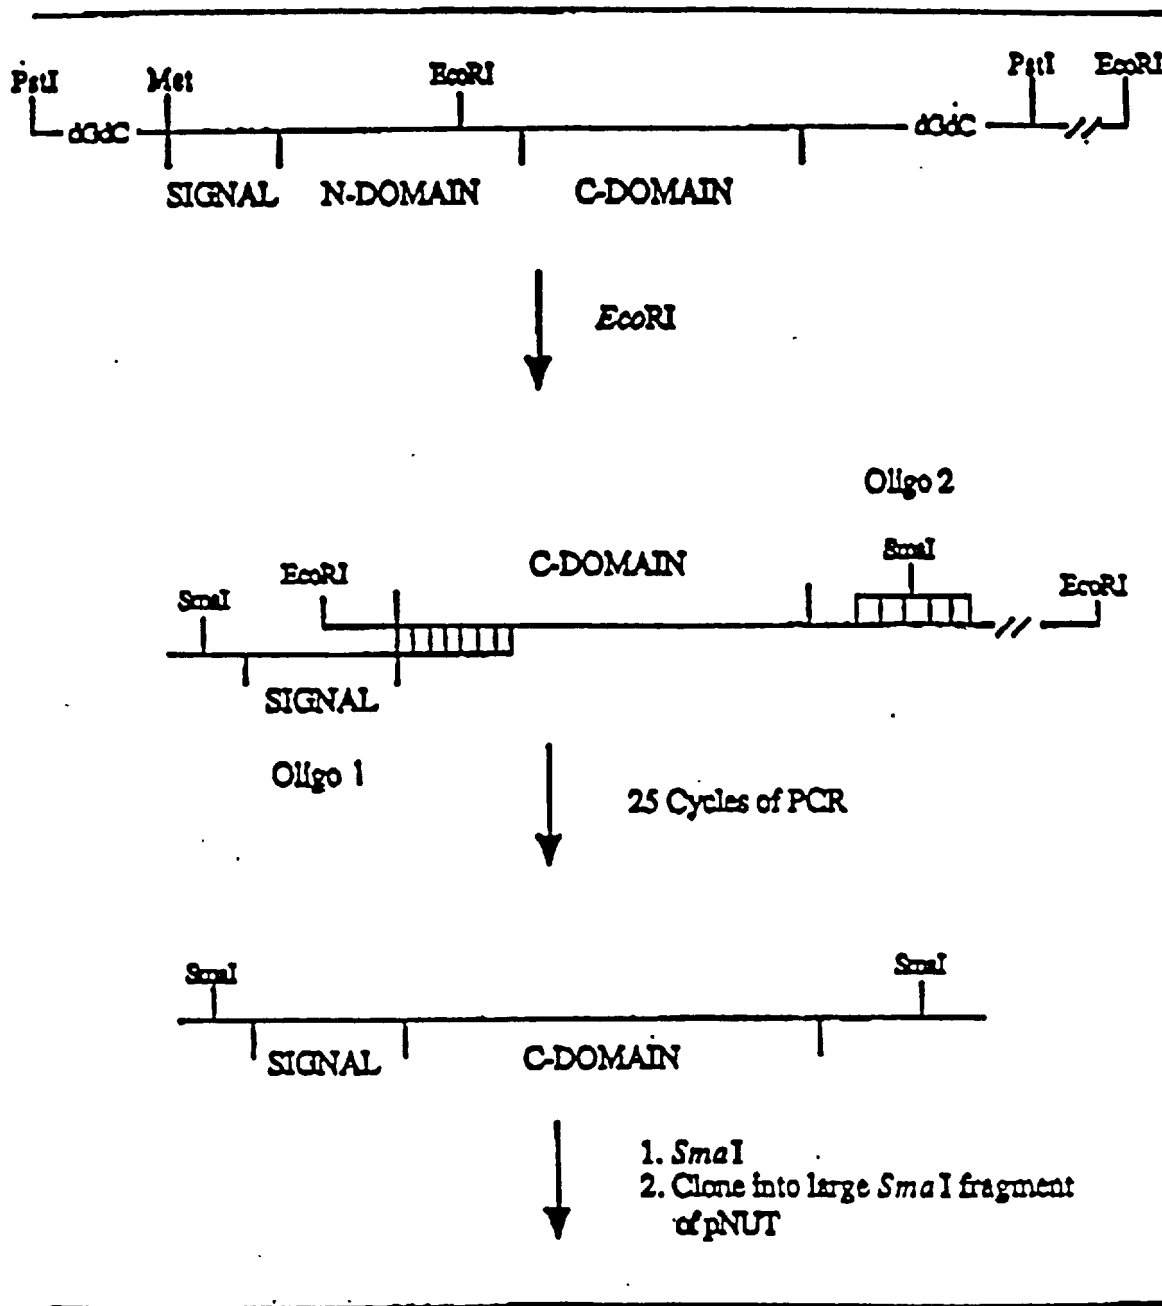 PstI Met EcoRI PstI EcoRI
dGdC dGdC
SIGNAL N-DOMAIN C-DOMAIN
EcoRI
Oligo 2
C-DOMAIN SmaI
SmaI EcoRI EcoRI
SIGNAL
Oligo 1
25 Cycles of PCR
SmaI SmaI
SIGNAL C-DOMAIN
1. SmaI
2. Clone into large SmaI fragment
of pNUT